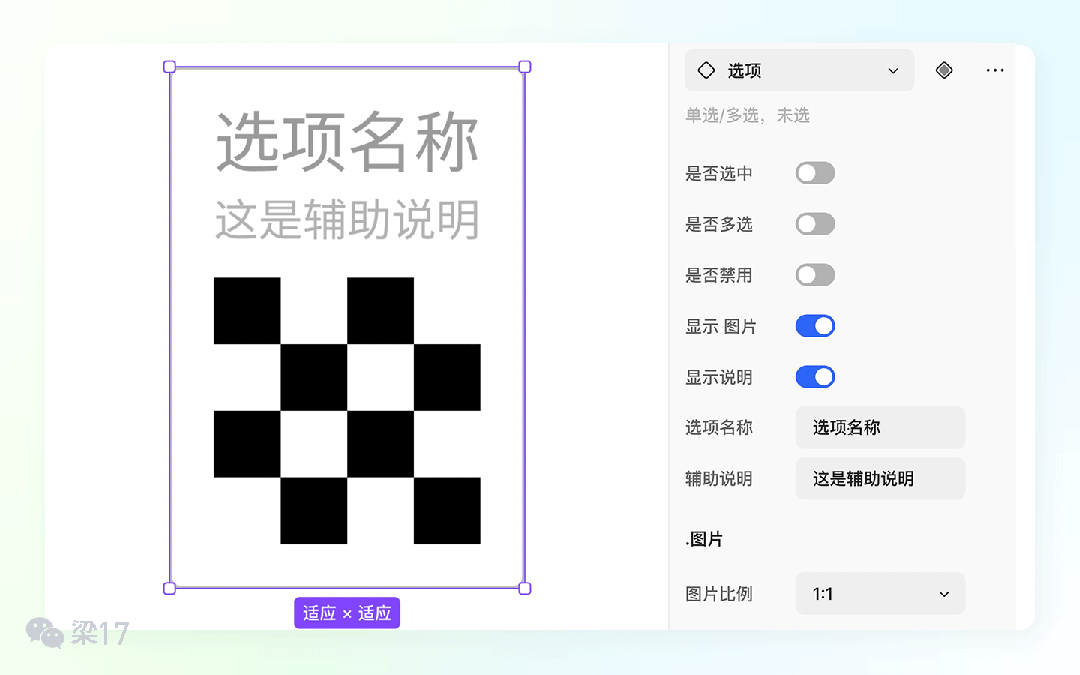 选项名称
这是辅助说明
适应 × 适应
选项
单选/多选，未选
是否选中
是否多选
是否禁用
显示 图片
显示说明
选项名称 选项名称
辅助说明 这是辅助说明
.图片
图片比例 1:1
梁17